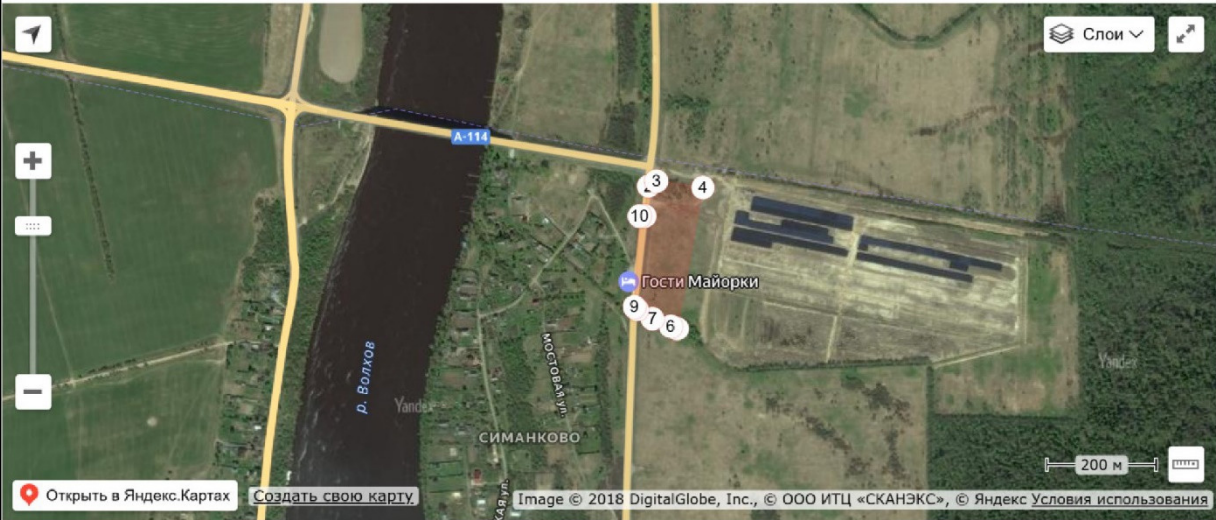 Слои
А-114
3
4
10
Гости Майорки
9
7
6
МОСТОВАЯ ул.
р. Волхов
Yandex
Yandex
СИМАНКОВО
200 м
Открыть в Яндекс.Картах
Создать свою карту
Image © 2018 DigitalGlobe, Inc., © ООО ИТЦ «СКАНЭКС», © Яндекс Условия использования